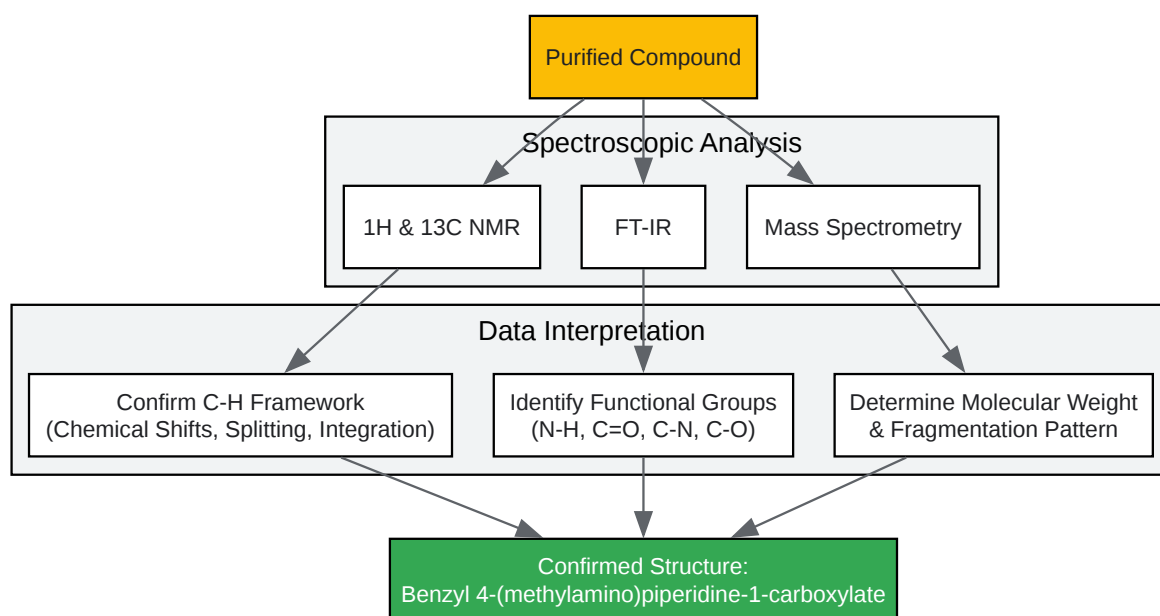 Purified Compound
Spectroscopic Analysis
1H & 13C NMR
FT-IR
Mass Spectrometry
Data Interpretation
Confirm C-H Framework
(Chemical Shifts, Splitting, Integration)
Identify Functional Groups
(N-H, C=O, C-N, C-O)
Determine Molecular Weight
& Fragmentation Pattern
Confirmed Structure:
Benzyl 4-(methylamino)piperidine-1-carboxylate